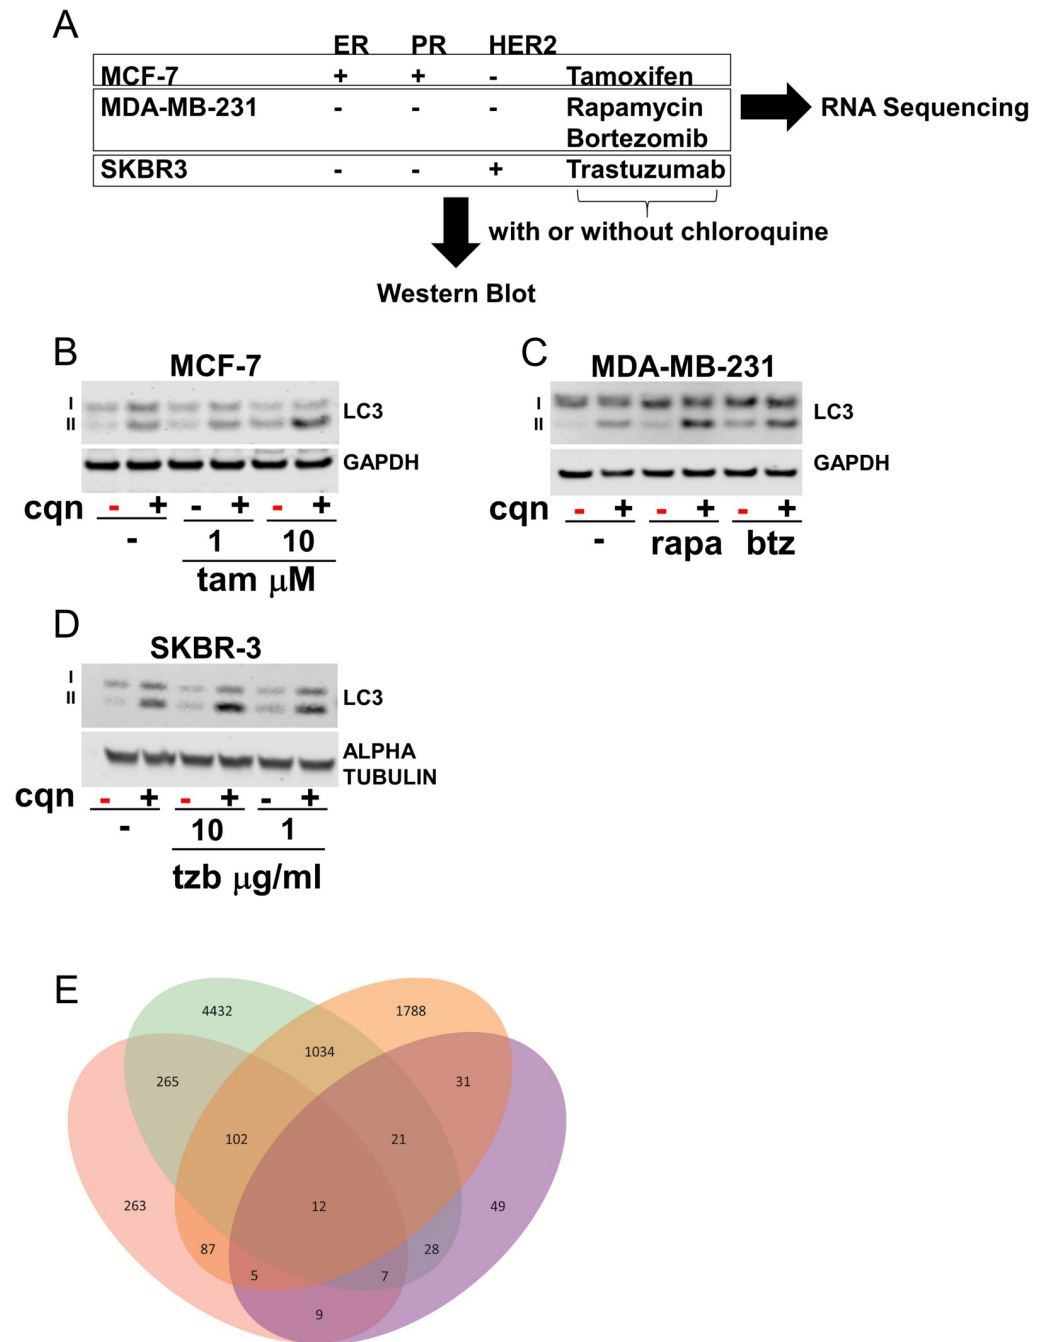 A
ER PR HER2
MCF-7 + + - Tamoxifen
MDA-MB-231 - - - Rapamycin
Bortezomib
SKBR3 - - + Trastuzumab
RNA Sequencing
with or without chloroquine
Western Blot
B
MCF-7
I
II
LC3
GAPDH
cqn - + - + - +
- 1 10
tam μM
C
MDA-MB-231
I
II
LC3
GAPDH
cqn - + - + - +
- rapa btz
D
SKBR-3
I
II
LC3
ALPHA
TUBULIN
cqn - + - + - +
- 10 1
tzb μg/ml
E
4432 1788
1034
265 31
102 21
263 12 49
87 28
5 7
9